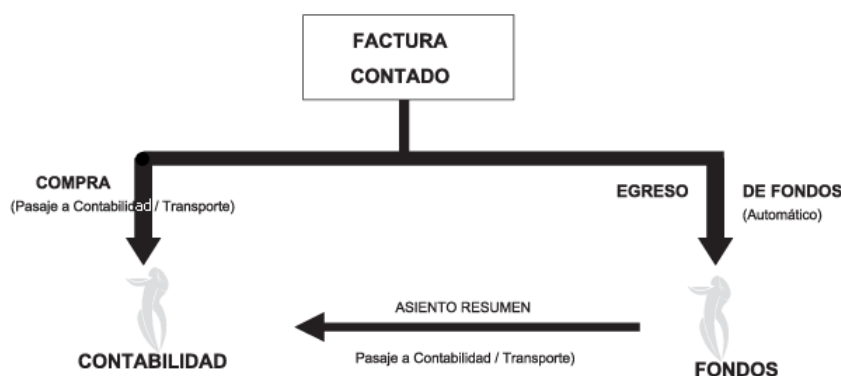 FACTURA
CONTADO
COMPRA
(Pasaje a Contabilidad / Transporte)
EGRESO DE FONDOS
(Automático)
ASIENTO RESUMEN
Pasaje a Contabilidad / Transporte)
CONTABILIDAD
FONDOS